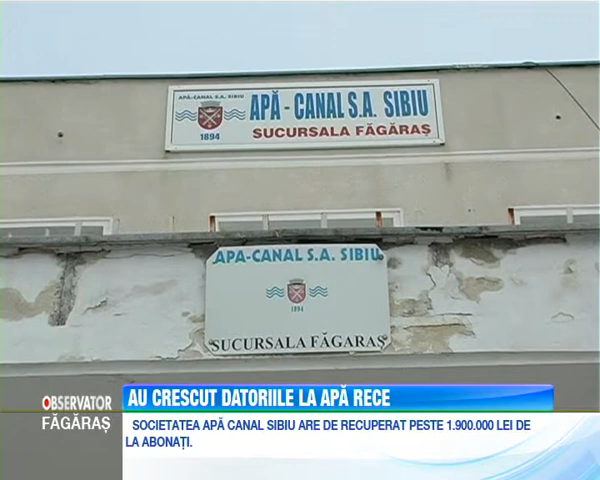 APĂ-CANAL S.A. SIBIU
APĂ - CANAL S.A. SIBIU
1894
SUCURSALA FĂGĂRAȘ
APA-CANAL S.A. SIBIU
1894
SUCURSALA FĂGARAȘ
OBSERVATOR
FĂGĂRAȘ
AU CRESCUT DATORIILE LA APĂ RECE
SOCIETATEA APĂ CANAL SIBIU ARE DE RECUPERAT PESTE 1.900.000 LEI DE
LA ABONAȚI.